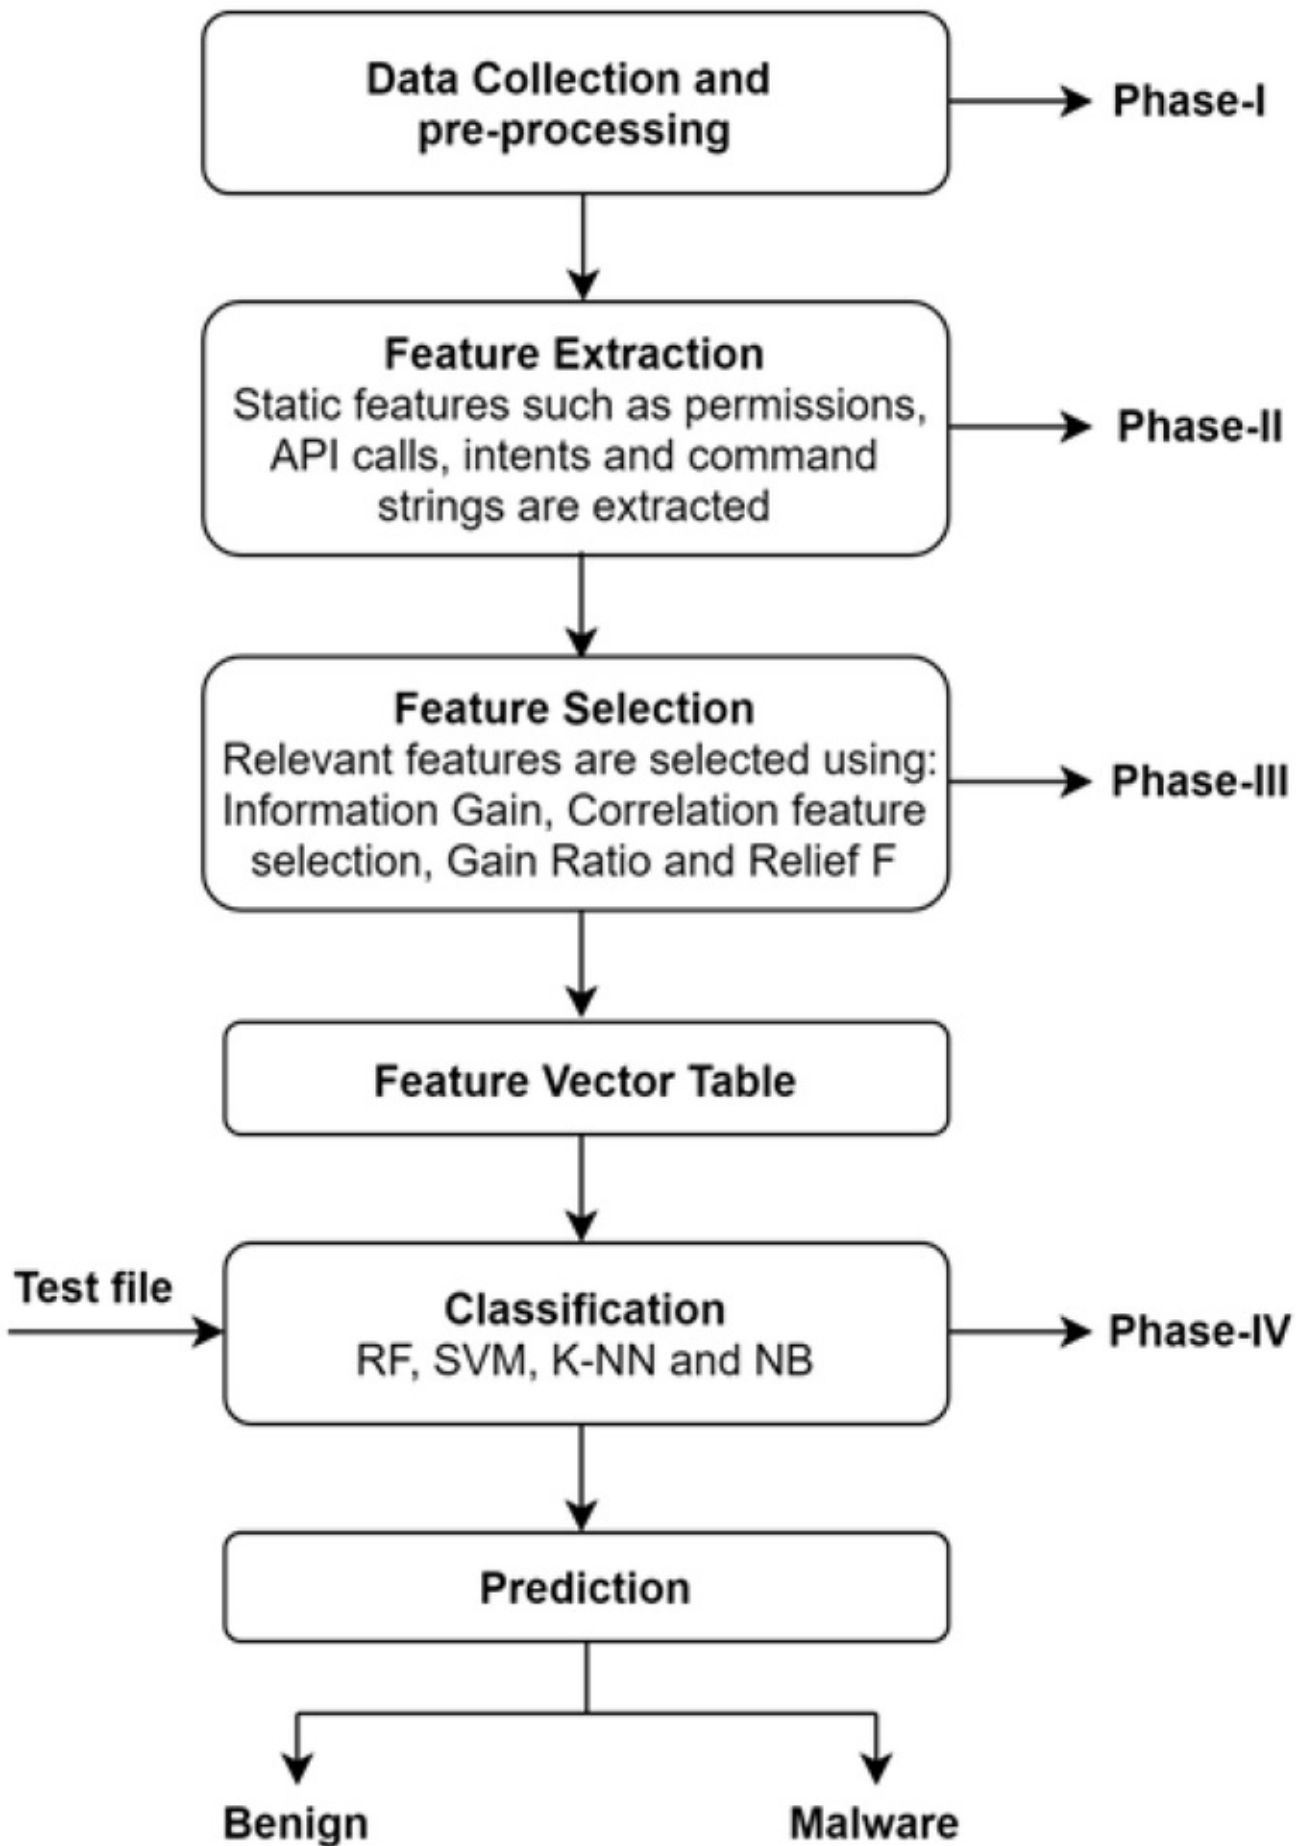 Data Collection and
pre-processing
Phase-I
Feature Extraction
Static features such as permissions,
API calls, intents and command
strings are extracted
Phase-II
Feature Selection
Relevant features are selected using:
Information Gain, Correlation feature
selection, Gain Ratio and Relief F
Phase-III
Feature Vector Table
Test file
Classification
RF, SVM, K-NN and NB
Phase-IV
Prediction
Benign
Malware